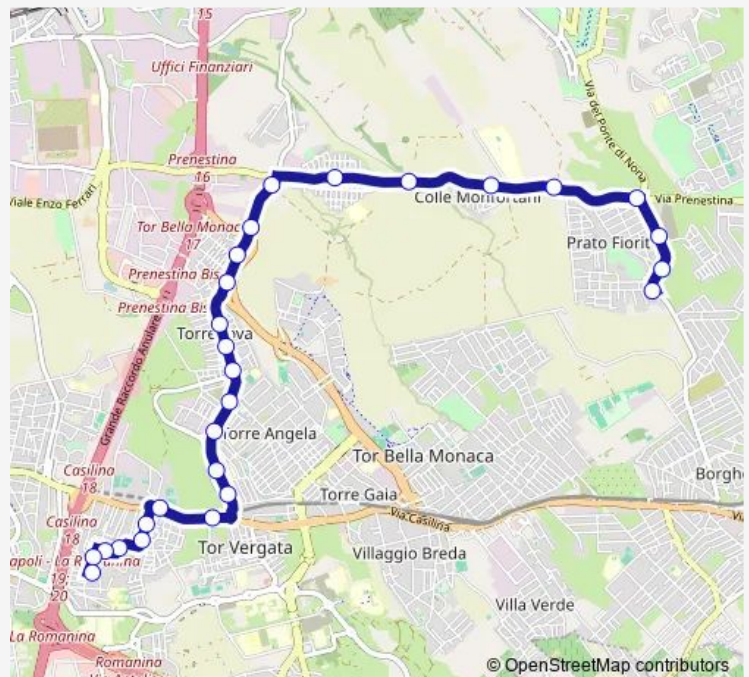 15
Uffici Finanziari
Prenestina
16
Viale Enzo Ferrari
Via del Ponte di Nona
Via Prenestina
Colle Monfortani
Prato Fiorit
Tor Bella Monac
17
Prenestina Bis
Prenestina Bis
Grande Raccordo Anulare
Torre Angela
Tor Bella Monaca
Casilina
18
Torre Gaia
Borgh
Via Casilina
Casilina
18
Tor Vergata
Villaggio Breda
19
20
La Romanina
Villa Verde
Romanina
© OpenStreetMap contributors